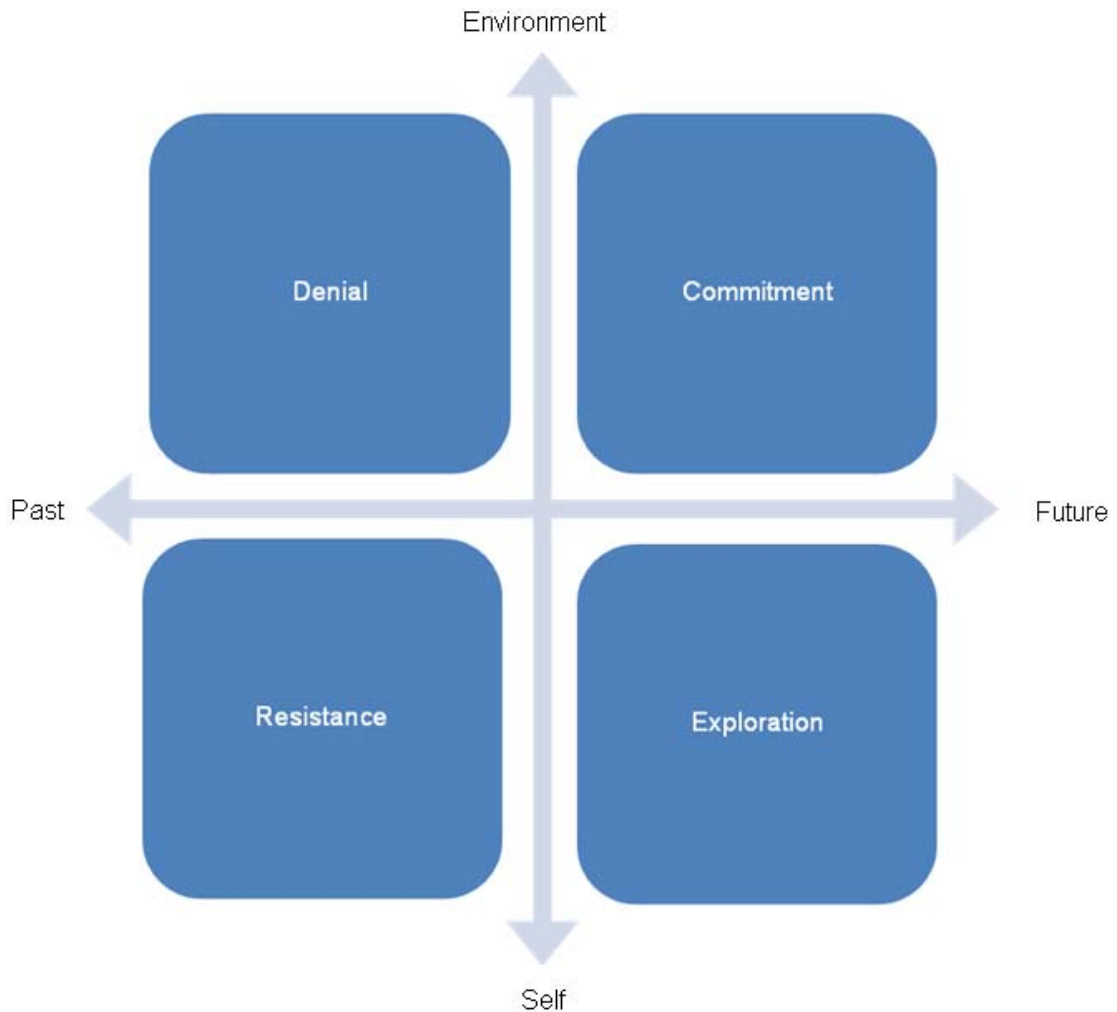 Environment
Denial
Commitment
Past
Future
Resistance
Exploration
Self